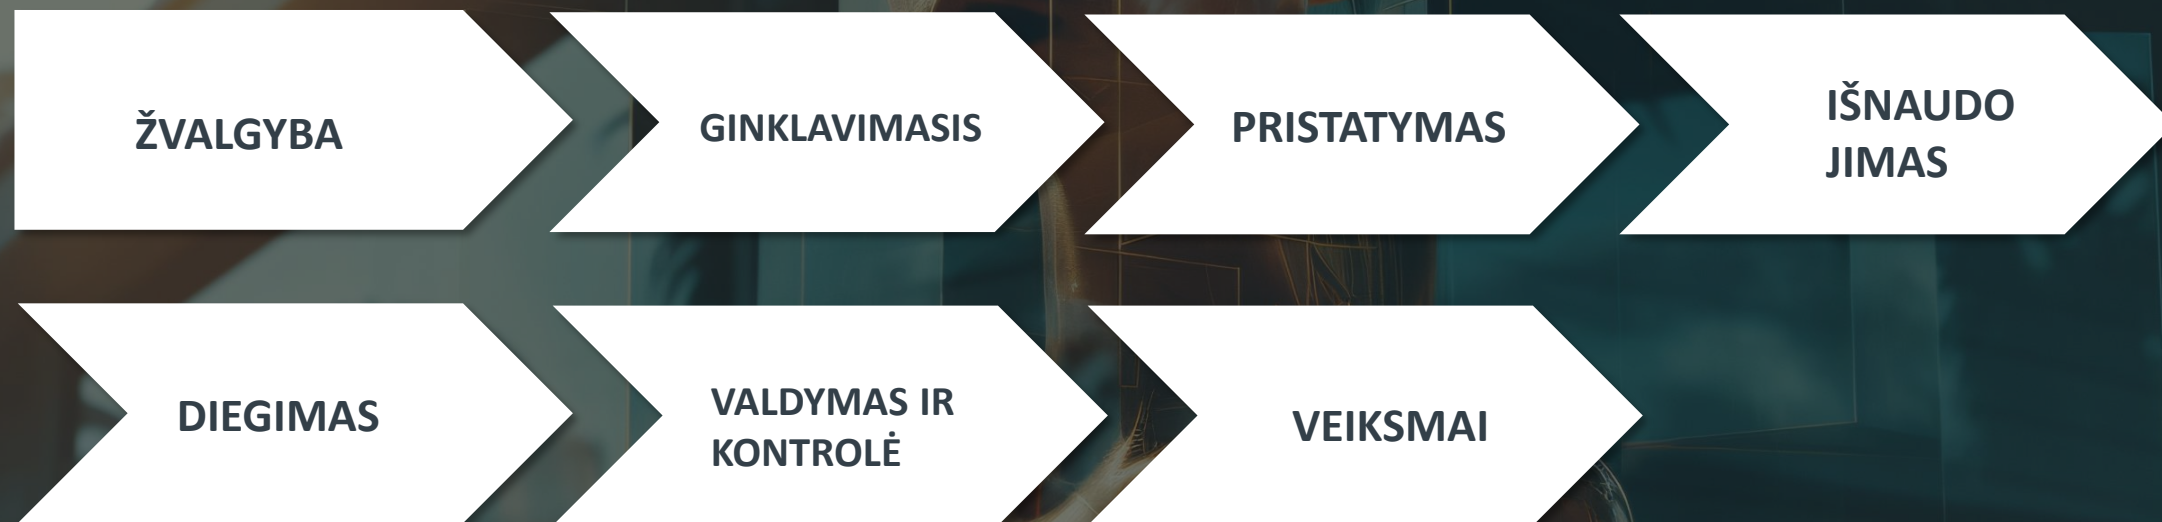 ŽVALGYBA
GINKLAVIMASIS
PRISTATYMAS
IŠNAUDO
JIMAS
DIEGIMAS
VALDYMAS IR
KONTROLĖ
VEIKSMAI